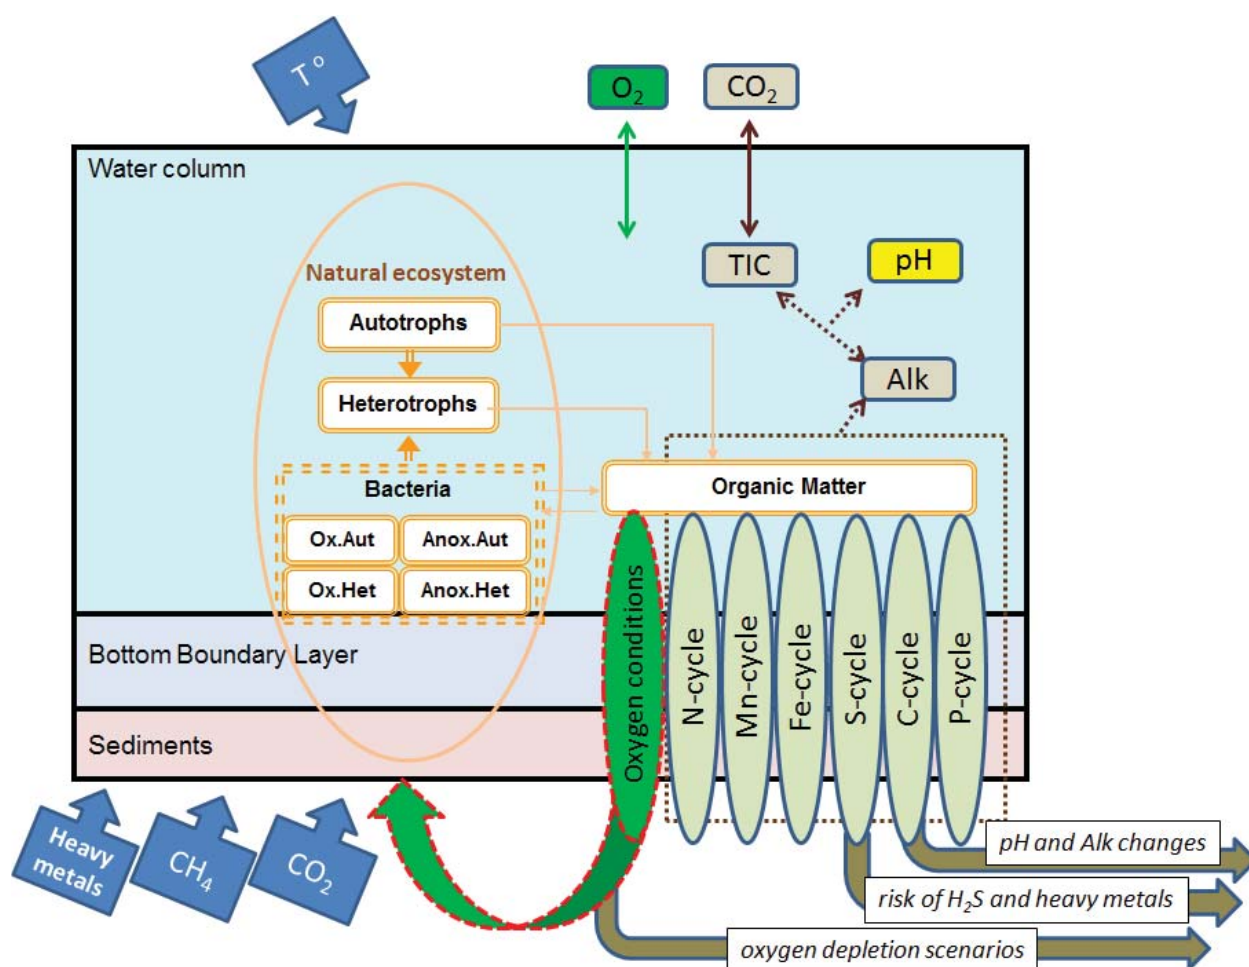 T º
O₂
CO₂
Water column
Natural ecosystem
TIC
pH
Autotrophs
Alk
Heterotrophs
Bacteria
Organic Matter
Ox.Aut
Anox.Aut
Ox.Het
Anox.Het
Bottom Boundary Layer
Sediments
Oxygen conditions
N-cycle
Mn-cycle
Fe-cycle
S-cycle
C-cycle
P-cycle
Heavy
metals
CH₄
CO₂
pH and Alk changes
risk of H₂S and heavy metals
oxygen depletion scenarios